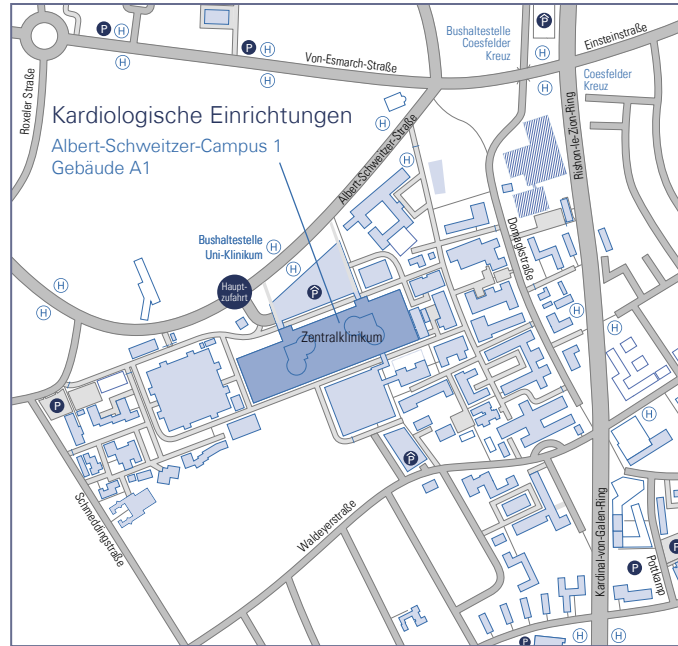 P
H
H
P
H
H
Von-Esmarch-Straße
Bushaltestelle
Coesfelder
Kreuz
H
P
H
H
Einsteinstraße
Coesfelder
Kreuz
H
Roxeler Straße
Kardiologische Einrichtungen
Albert-Schweitzer-Campus 1
Gebäude A1
Albert-Schweitzer-Straße
H
H
Rishon-le-Zion-Ring
Domagkstraße
Bushaltestelle
Uni-Klinikum
H
H
Haupt-
zufahrt
P
H
H
H
H
Zentralklinikum
P
P
H
H
Schmeddingstraße
Waldeyerstraße
Kardinal-von-Galen-Ring
Pottkamp
P
P
P
H
H